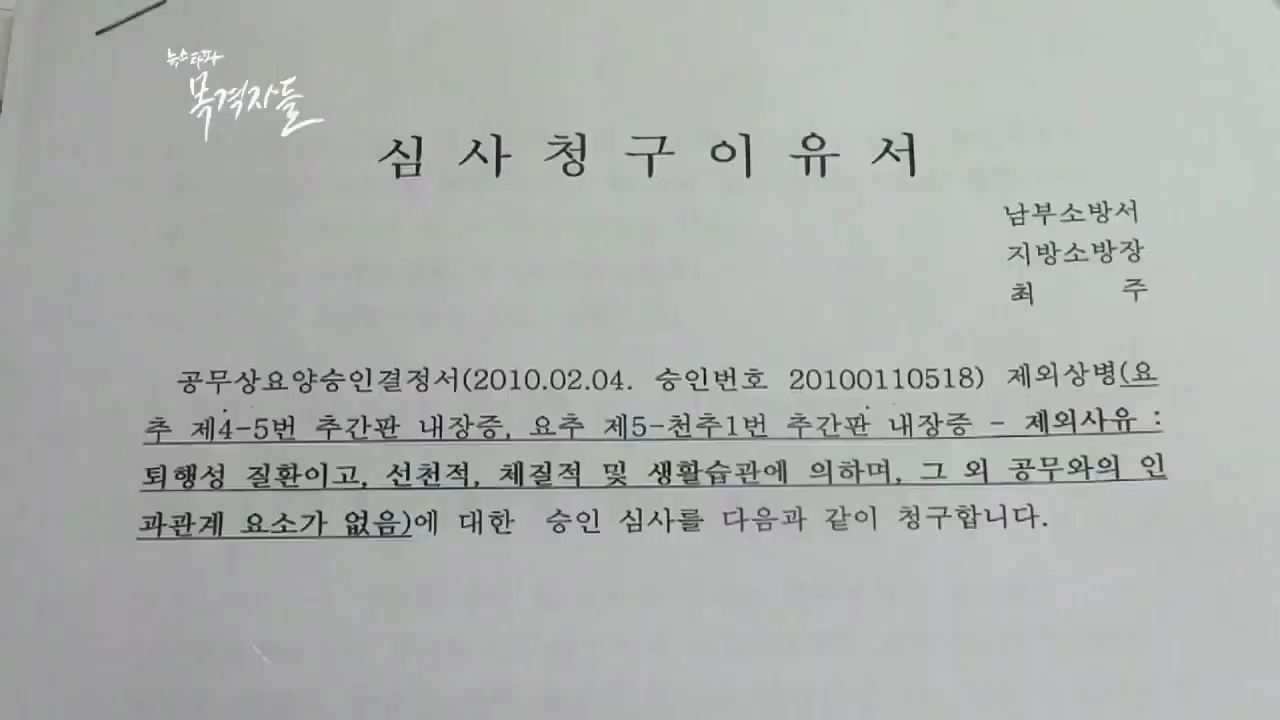 뉴스타파
목격자들
심 사 청 구 이 유 서
남부소방서
지방소방장
최 주
공무상요양승인결정서(2010.02.04. 승인번호 20100110518) 제외상병(요
추 제4-5번 추간판 내장증, 요추 제5-천추1번 추간판 내장증 - 제외사유 :
퇴행성 질환이고, 선천적, 체질적 및 생활습관에 의하며, 그 외 공무와의 인
과관계 요소가 없음)에 대한 승인 심사를 다음과 같이 청구합니다.